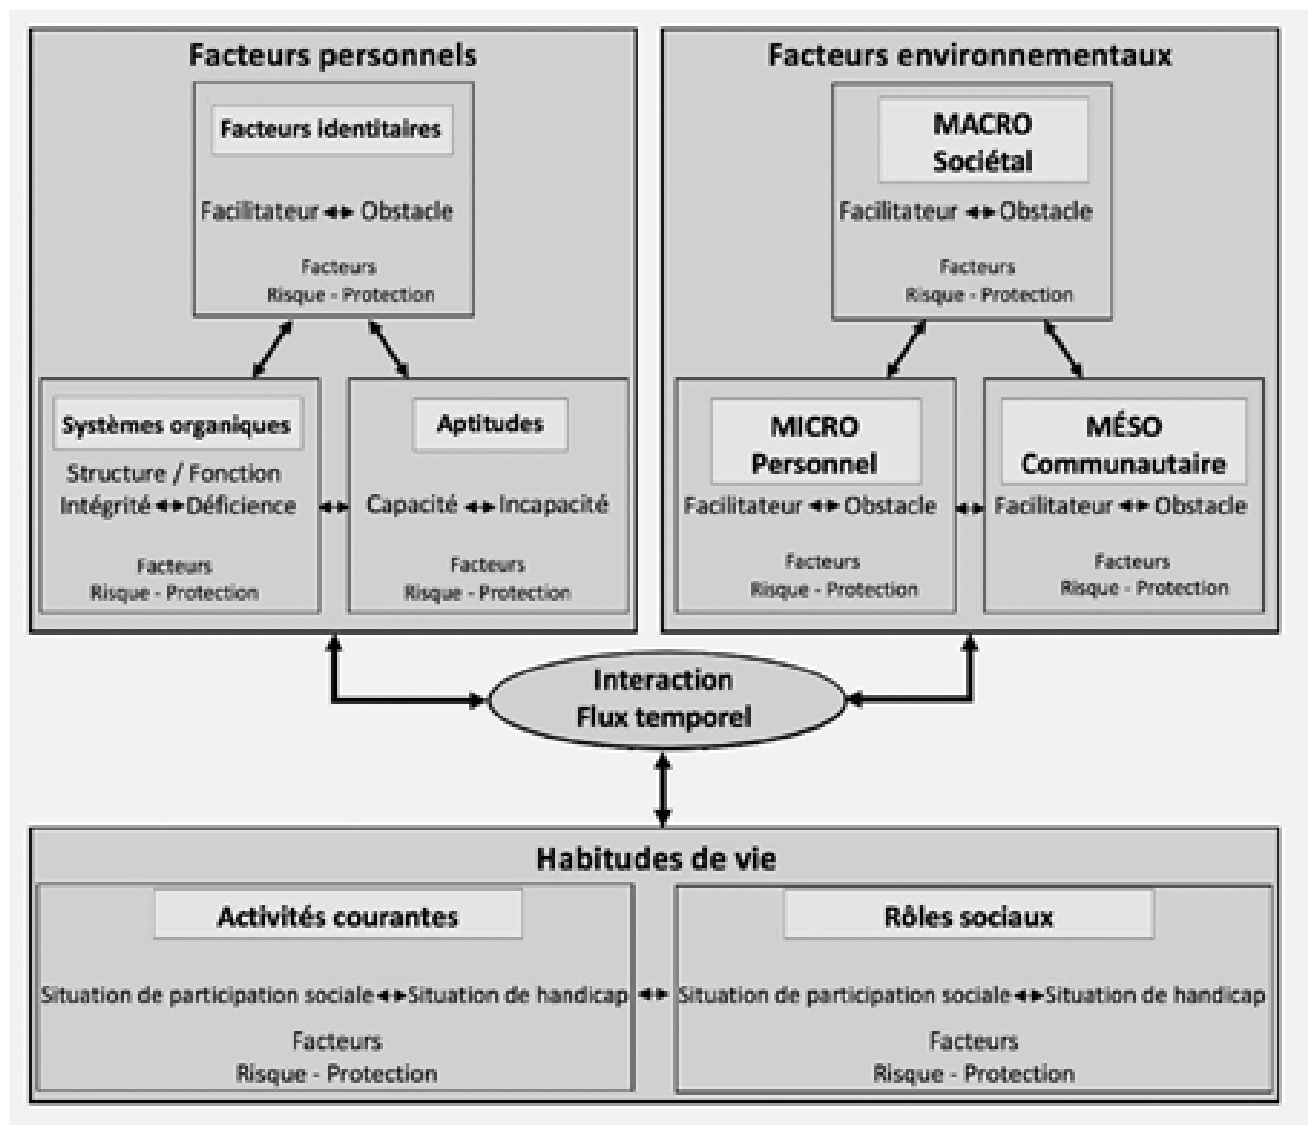 Facteurs personnels
Facteurs identitaires
Facilitateur Obstacle
Facteurs
Risque - Protection
Systèmes organiques
Structure / Fonction
Intégrité Déficience
Facteurs
Risque - Protection
Aptitudes
Capacité Incapacité
Facteurs
Risque - Protection
Facteurs environnementaux
MACRO
Sociétal
Facilitateur Obstacle
Facteurs
Risque - Protection
MICRO
Personnel
Facilitateur Obstacle
Facteurs
Risque - Protection
MÉSO
Communautaire
Facilitateur Obstacle
Facteurs
Risque - Protection
Interaction
Flux temporel
Habitudes de vie
Activités courantes
Situation de participation sociale Situation de handicap
Facteurs
Risque - Protection
Rôles sociaux
Situation de participation sociale Situation de handicap
Facteurs
Risque - Protection